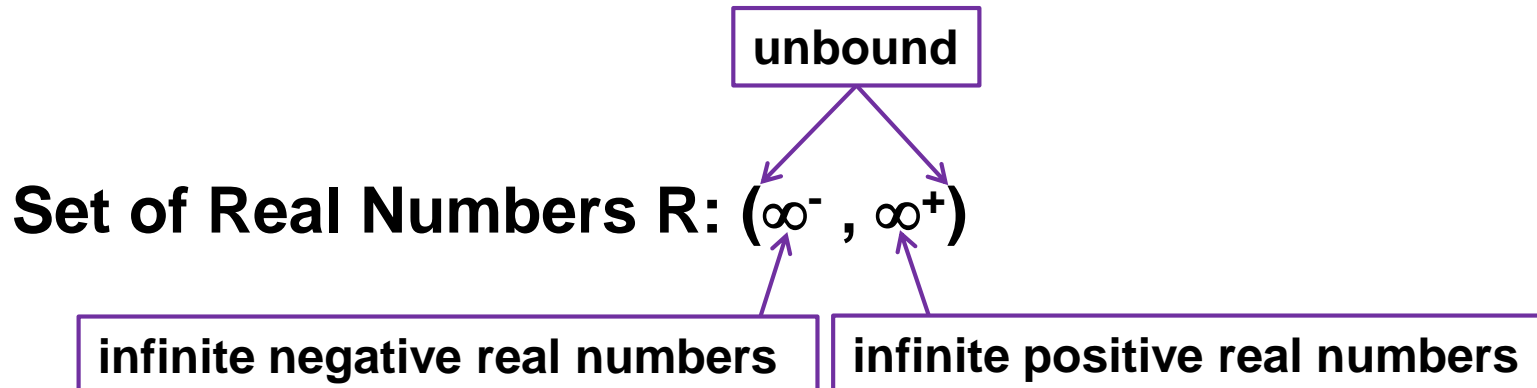 unbound
Set of Real Numbers R: (∞⁻ , ∞⁺)
infinite negative real numbers
infinite positive real numbers